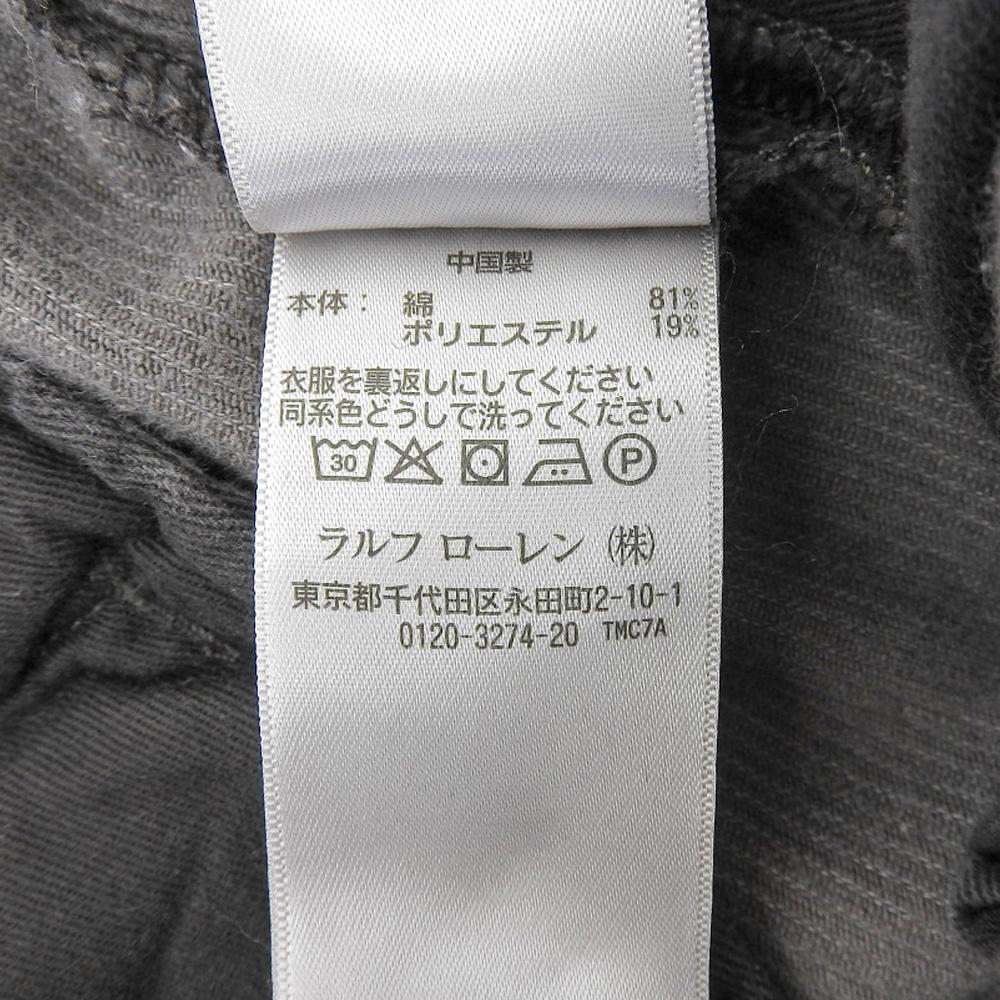 中国製
本体： 綿 81%
ポリエステル 19%
衣服を裏返しにしてください
同系色どうしで洗ってください
30 P
ラルフ ローレン ㈱
東京都千代田区永田町2-10-1
0120-3274-20 TMC7A